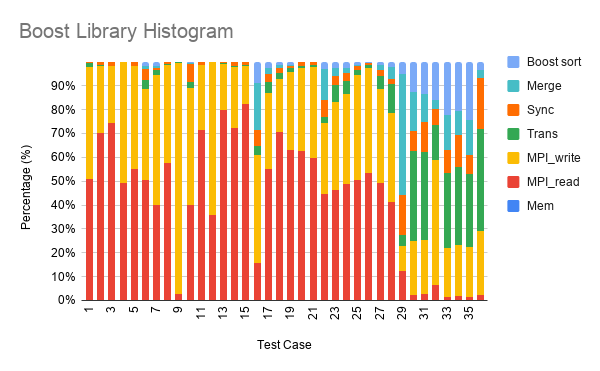 Boost Library Histogram
Boost sort
Merge
Sync
Trans
MPI_write
MPI_read
Mem
Percentage (%)
90%
80%
70%
60%
50%
40%
30%
20%
10%
0%
1 3 5 7 9 11 13 15 17 19 21 23 25 27 29 31 33 35
Test Case